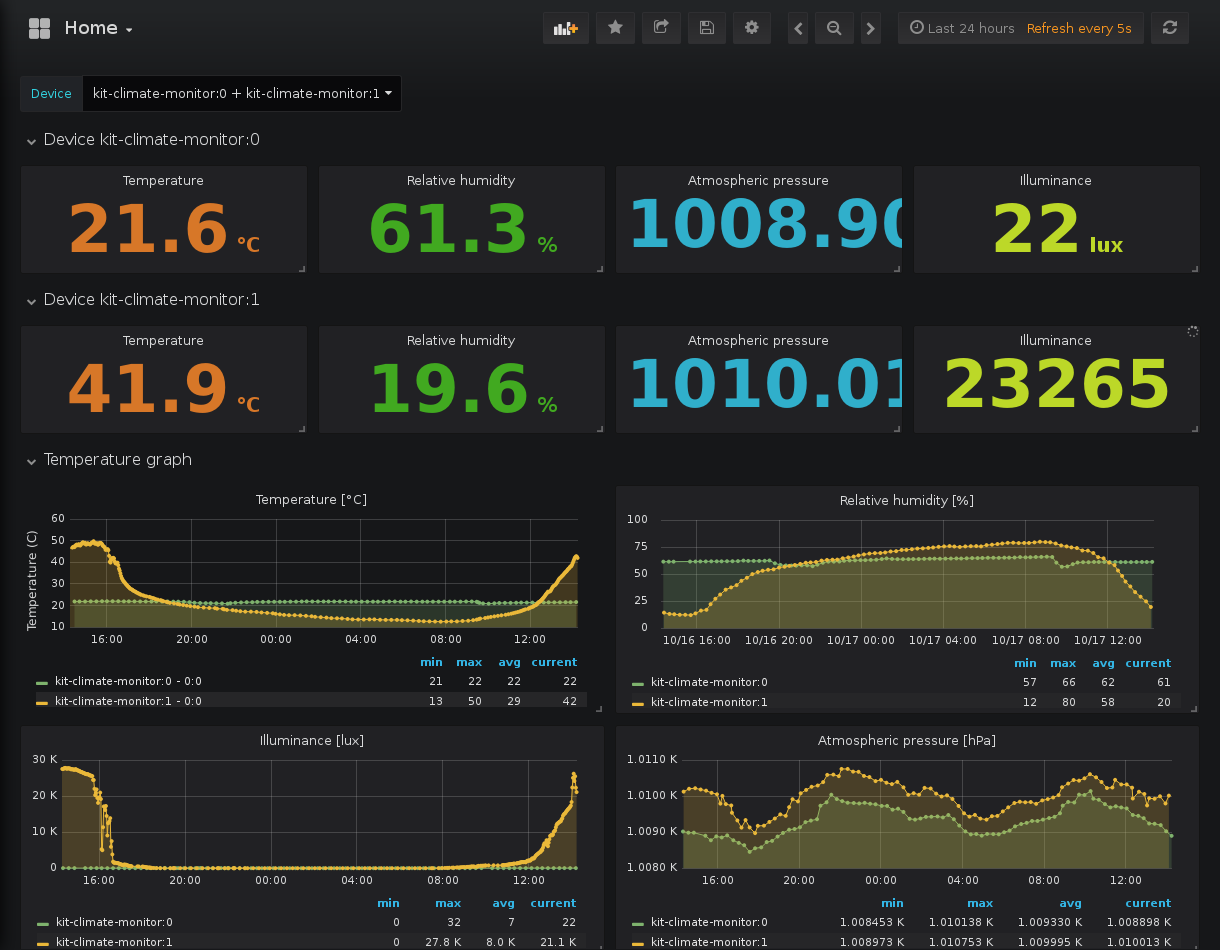 Home
Last 24 hours Refresh every 5s
Device kit-climate-monitor:0 + kit-climate-monitor:1
Device kit-climate-monitor:0
Temperature Relative humidity Atmospheric pressure Illuminance
21.6 °C 61.3 % 1008.90 22 lux
Device kit-climate-monitor:1
Temperature Relative humidity Atmospheric pressure Illuminance
41.9 °C 19.6 % 1010.01 23265
Temperature graph
Temperature [°C]
Temperature (C)
60
50
40
30
20
10
16:00 20:00 00:00 04:00 08:00 12:00
min max avg current
kit-climate-monitor:0 - 0:0 21 22 22 22
kit-climate-monitor:1 - 0:0 13 50 29 42
Relative humidity [%]
100
75
50
25
0
10/16 16:00 10/16 20:00 10/17 00:00 10/17 04:00 10/17 08:00 10/17 12:00
min max avg current
kit-climate-monitor:0 57 66 62 61
kit-climate-monitor:1 12 80 58 20
Illuminance [lux]
30 K
20 K
10 K
0
16:00 20:00 00:00 04:00 08:00 12:00
min max avg current
kit-climate-monitor:0 0 32 7 22
kit-climate-monitor:1 0 27.8 K 8.0 K 21.1 K
Atmospheric pressure [hPa]
1.0110 K
1.0100 K
1.0090 K
1.0080 K
16:00 20:00 00:00 04:00 08:00 12:00
min max avg current
kit-climate-monitor:0 1.008453 K 1.010138 K 1.009330 K 1.008898 K
kit-climate-monitor:1 1.008973 K 1.010753 K 1.009995 K 1.010013 K